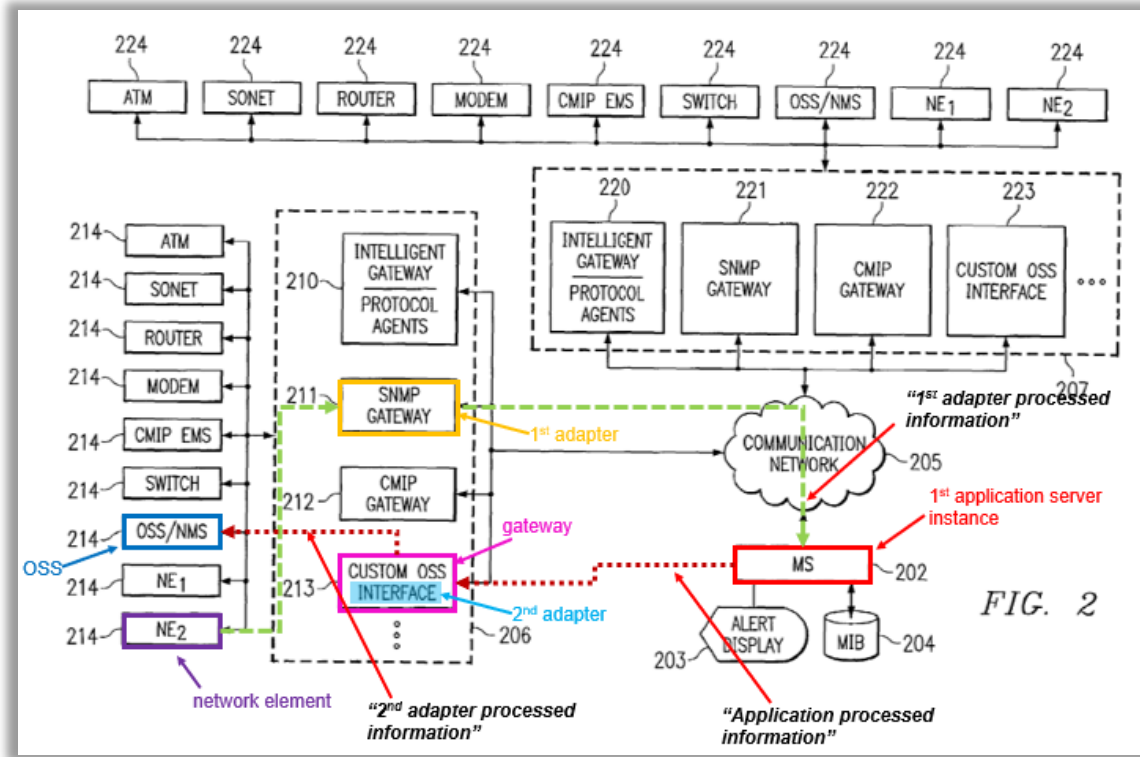 224 224 224 224 224 224 224 224 224
ATM SONET ROUTER MODEM CMIP EMS SWITCH OSS/NMS NE1 NE2
220 221 222 223
INTELLIGENT
GATEWAY
PROTOCOL
AGENTS
SNMP
GATEWAY
CMIP
GATEWAY
CUSTOM OSS
INTERFACE
207
214 ATM
214 SONET
214 ROUTER
214 MODEM
214 CMIP EMS
214 SWITCH
214 OSS/NMS
OSS
214 NE1
214 NE2
network element
210
INTELLIGENT
GATEWAY
PROTOCOL
AGENTS
211
SNMP
GATEWAY
1st adapter
212
CMIP
GATEWAY
gateway
213
CUSTOM OSS
INTERFACE
2nd adapter
206
"2nd adapter processed
information"
"1st adapter processed
information"
COMMUNICATION
NETWORK
205
1st application server
instance
MS
202
ALERT
DISPLAY
203
MIB
204
"Application processed
information"
FIG. 2